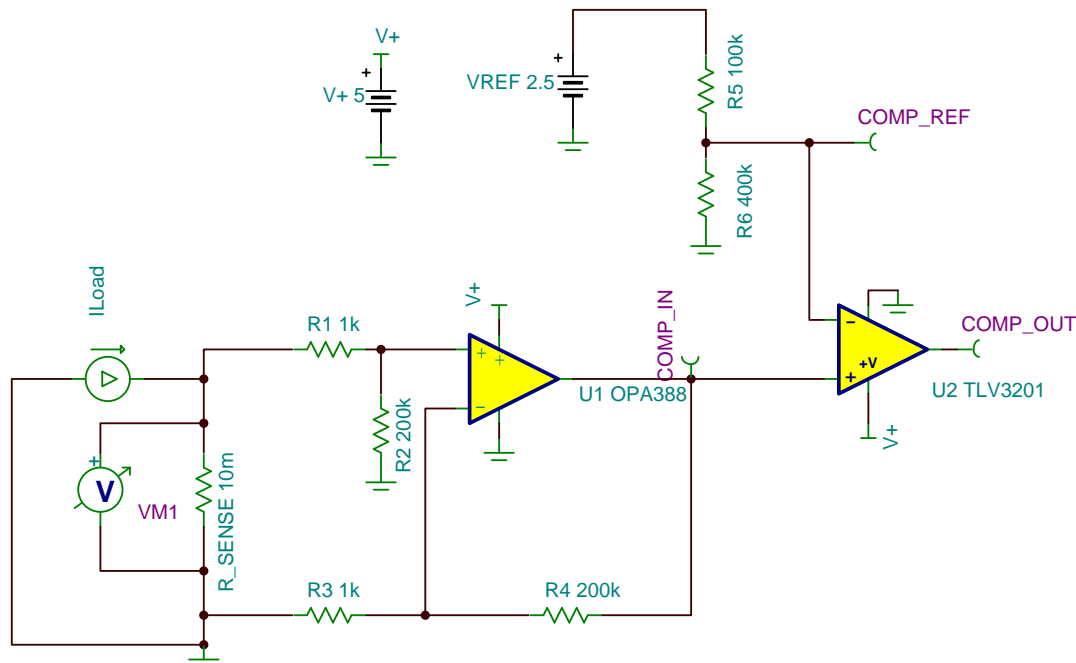 V+
+
V+ 5
+
VREF 2.5
R5 100k
COMP_REF
R6 400k
ILoad
R1 1k
V+
+
+
−
COMP_IN
U1 OPA388
R2 200k
−
+V
+
COMP_OUT
U2 TLV3201
V+
+
V
VM1
R_SENSE 10m
R3 1k
R4 200k